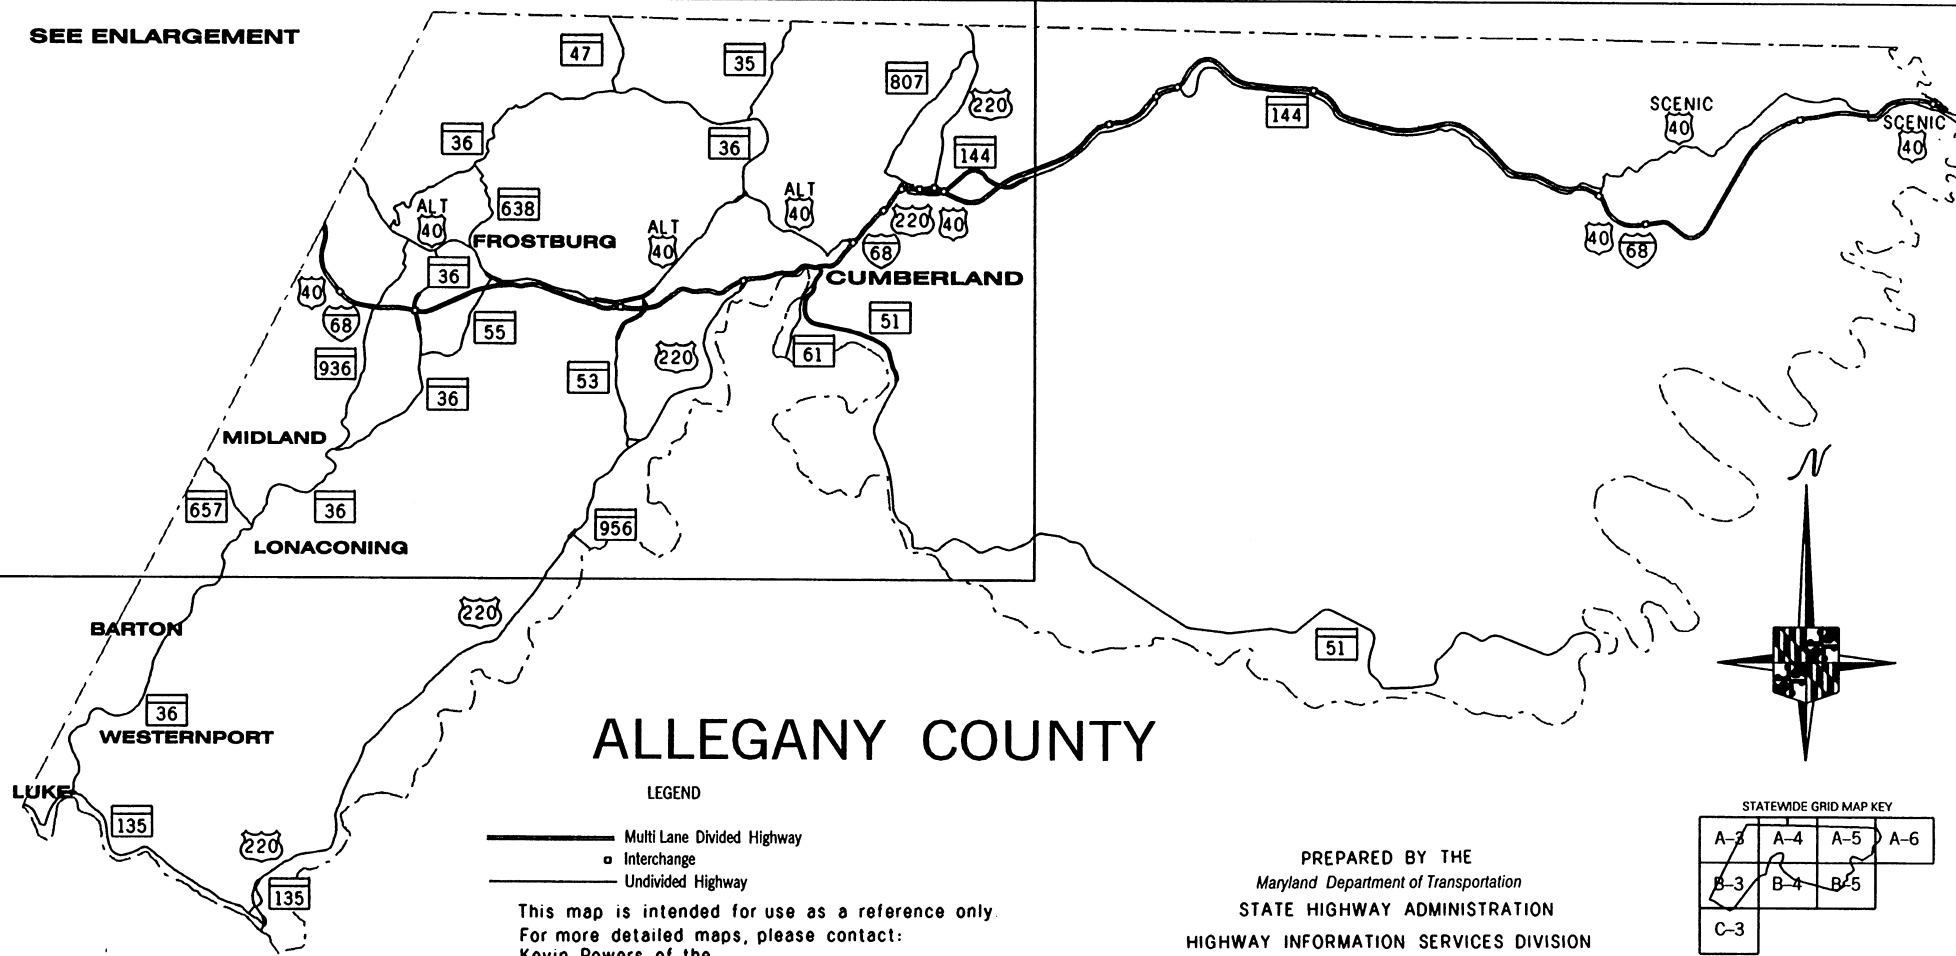 SEE ENLARGEMENT
47
35
807
220
144
36
36
144
SCENIC
40
SCENIC
40
638
ALT
40
ALT
40
ALT
40
220
40
68
FROSTBURG
36
CUMBERLAND
40
68
40
68
55
51
936
53
220
61
36
MIDLAND
657
36
LONACONING
956
N
220
BARTON
51
36
WESTERNPORT
ALLEGANY COUNTY
LUKE
135
220
135
LEGEND
Multi Lane Divided Highway
Interchange
Undivided Highway
This map is intended for use as a reference only.
For more detailed maps, please contact:
Kevin Powers of the
PREPARED BY THE
Maryland Department of Transportation
STATE HIGHWAY ADMINISTRATION
HIGHWAY INFORMATION SERVICES DIVISION
STATEWIDE GRID MAP KEY
A-3 A-4 A-5 A-6
B-3 B-4 B-5
C-3